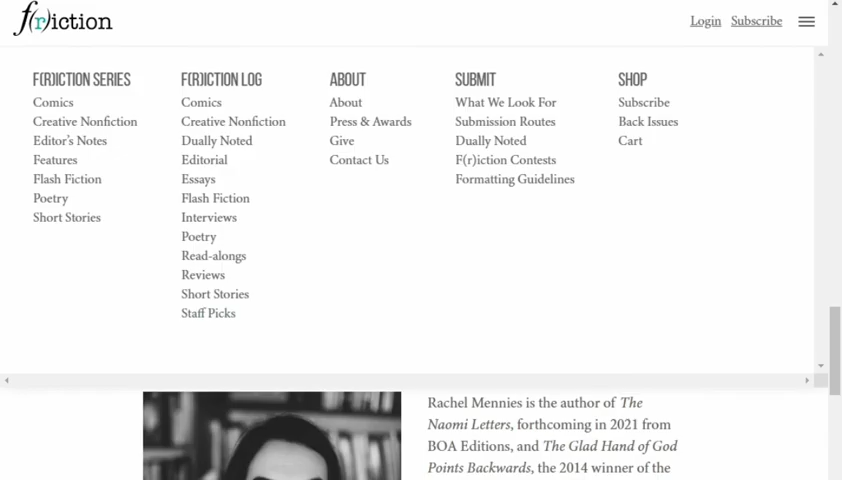 f(r)iction
Login Subscribe
F(R)ICTION SERIES
Comics
Creative Nonfiction
Editor's Notes
Features
Flash Fiction
Poetry
Short Stories
F(R)ICTION LOG
Comics
Creative Nonfiction
Dually Noted
Editorial
Essays
Flash Fiction
Interviews
Poetry
Read-alongs
Reviews
Short Stories
Staff Picks
ABOUT
About
Press & Awards
Give
Contact Us
SUBMIT
What We Look For
Submission Routes
Dually Noted
F(r)iction Contests
Formatting Guidelines
SHOP
Subscribe
Back Issues
Cart
Rachel Mennies is the author of The
Naomi Letters, forthcoming in 2021 from
BOA Editions, and The Glad Hand of God
Points Backwards, the 2014 winner of the